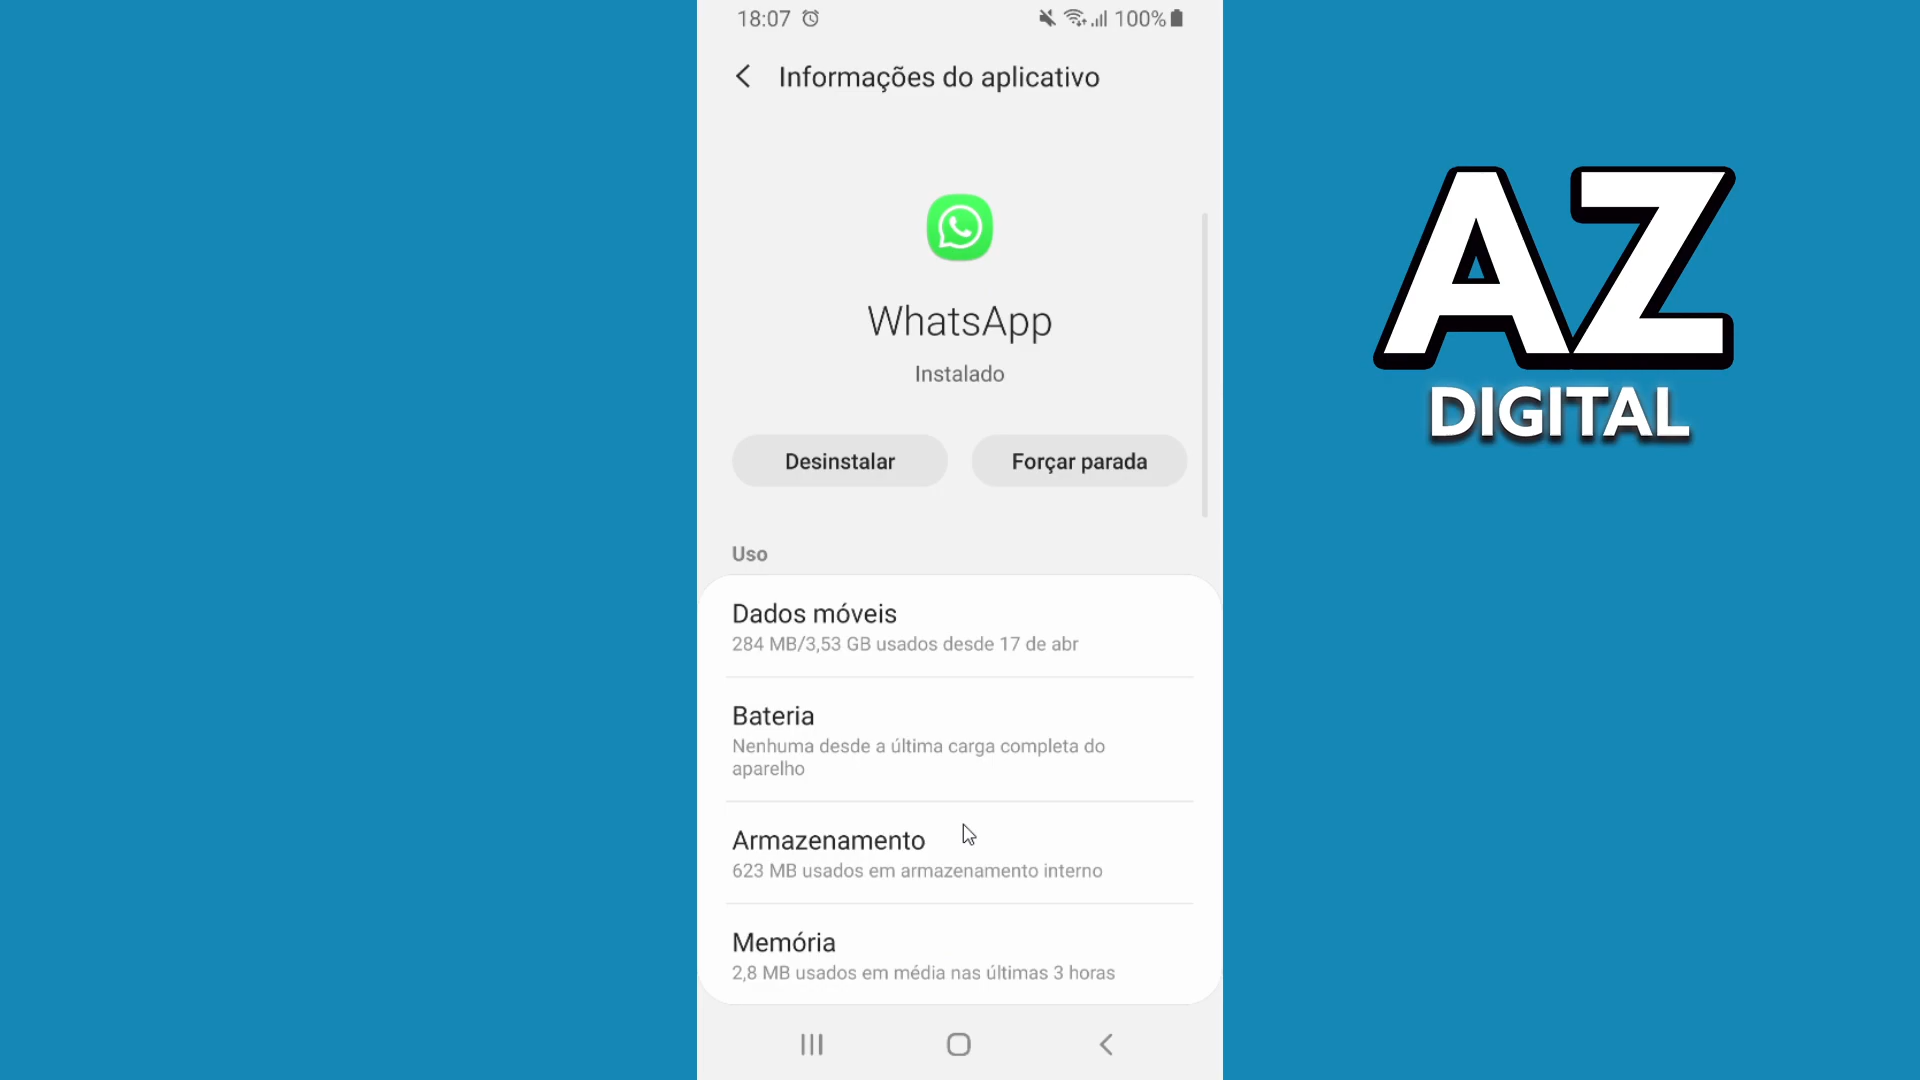 18:07
100%
Informações do aplicativo
WhatsApp
Instalado
Desinstalar
Forçar parada
Uso
Dados móveis
284 MB/3,53 GB usados desde 17 de abr
Bateria
Nenhuma desde a última carga completa do
aparelho
Armazenamento
623 MB usados em armazenamento interno
Memória
2,8 MB usados em média nas últimas 3 horas
AZ
DIGITAL